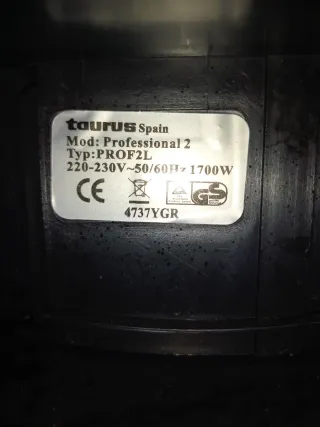 taurus Spain
Mod: Professional 2
Typ:PROF2L
220-230V~50/60Hz 1700W
CE GS
4737YGR